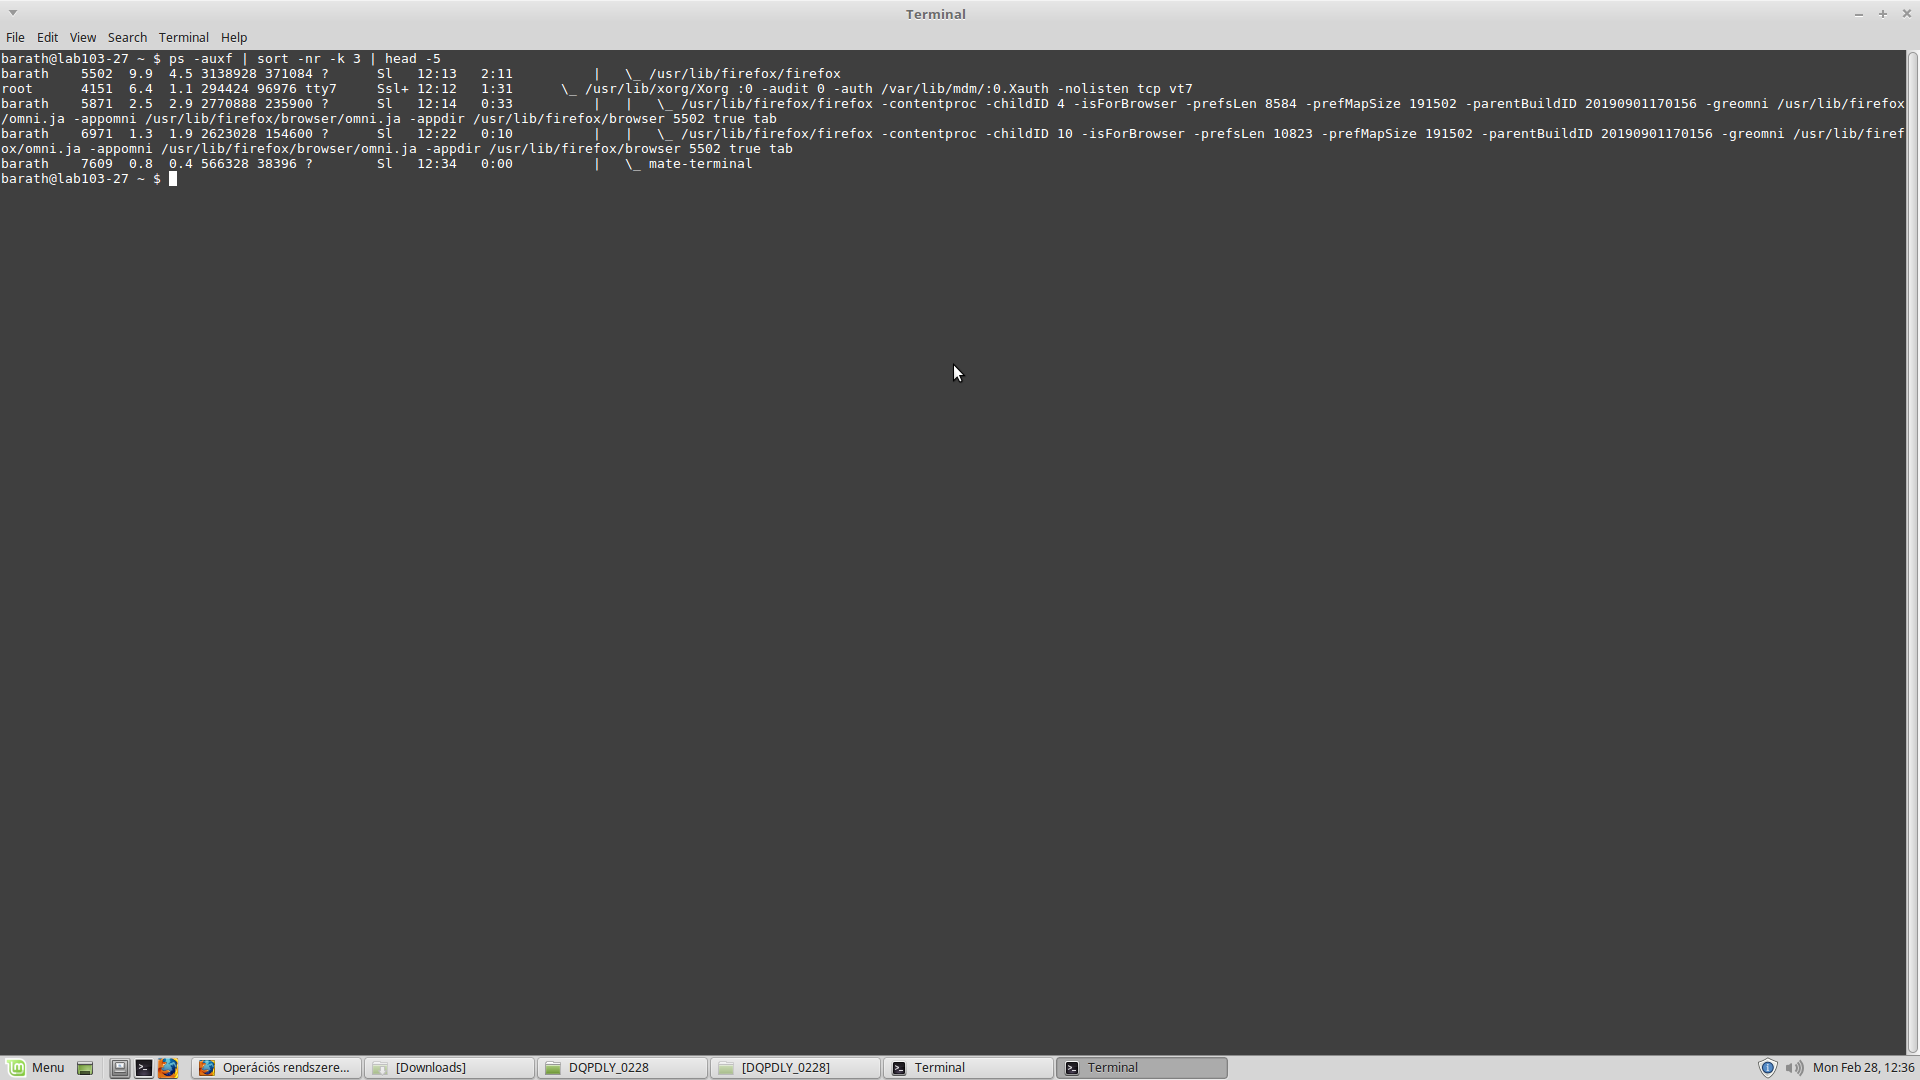 Terminal
File Edit View Search Terminal Help
barath@lab103-27 ~ $ ps -auxf | sort -nr -k 3 | head -5
barath    5502  9.9  4.5 3138928 371084 ?      Sl   12:13   2:11          |   \_ /usr/lib/firefox/firefox
root      4151  6.4  1.1 294424 96976 tty7     Ssl+ 12:12   1:31      \_ /usr/lib/xorg/Xorg :0 -audit 0 -auth /var/lib/mdm/:0.Xauth -nolisten tcp vt7
barath    5871  2.5  2.9 2770888 235900 ?      Sl   12:14   0:33          |   |   \_ /usr/lib/firefox/firefox -contentproc -childID 4 -isForBrowser -prefsLen 8584 -prefMapSize 191502 -parentBuildID 20190901170156 -greomni /usr/lib/firefox
/omni.ja -appomni /usr/lib/firefox/browser/omni.ja -appdir /usr/lib/firefox/browser 5502 true tab
barath    6971  1.3  1.9 2623028 154600 ?      Sl   12:22   0:10          |   |   \_ /usr/lib/firefox/firefox -contentproc -childID 10 -isForBrowser -prefsLen 10823 -prefMapSize 191502 -parentBuildID 20190901170156 -greomni /usr/lib/firef
ox/omni.ja -appomni /usr/lib/firefox/browser/omni.ja -appdir /usr/lib/firefox/browser 5502 true tab
barath    7609  0.8  0.4 566328 38396 ?        Sl   12:34   0:00          |   \_ mate-terminal
barath@lab103-27 ~ $
Menu Operációs rendszere... [Downloads] DQPDLY_0228 [DQPDLY_0228] Terminal Terminal Mon Feb 28, 12:36